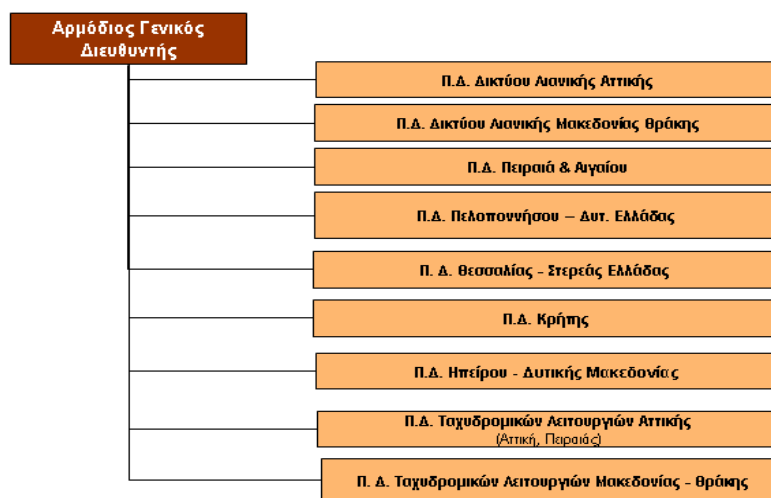 Αρμόδιος Γενικός
Διευθυντής
Π.Δ. Δικτύου Λιανικής Αττικής
Π.Δ. Δικτύου Λιανικής Μακεδονίας Θράκης
Π.Δ. Πειραιά & Αιγαίου
Π.Δ. Πελοποννήσου – Δυτ. Ελλάδας
Π. Δ. Θεσσαλίας - Στερεάς Ελλάδας
Π.Δ. Κρήτης
Π.Δ. Ηπείρου - Δυτικής Μακεδονίας
Π.Δ. Ταχυδρομικών Λειτουργιών Αττικής
(Αττική, Πειραιάς)
Π. Δ. Ταχυδρομικών Λειτουργιών Μακεδονίας - Θράκης